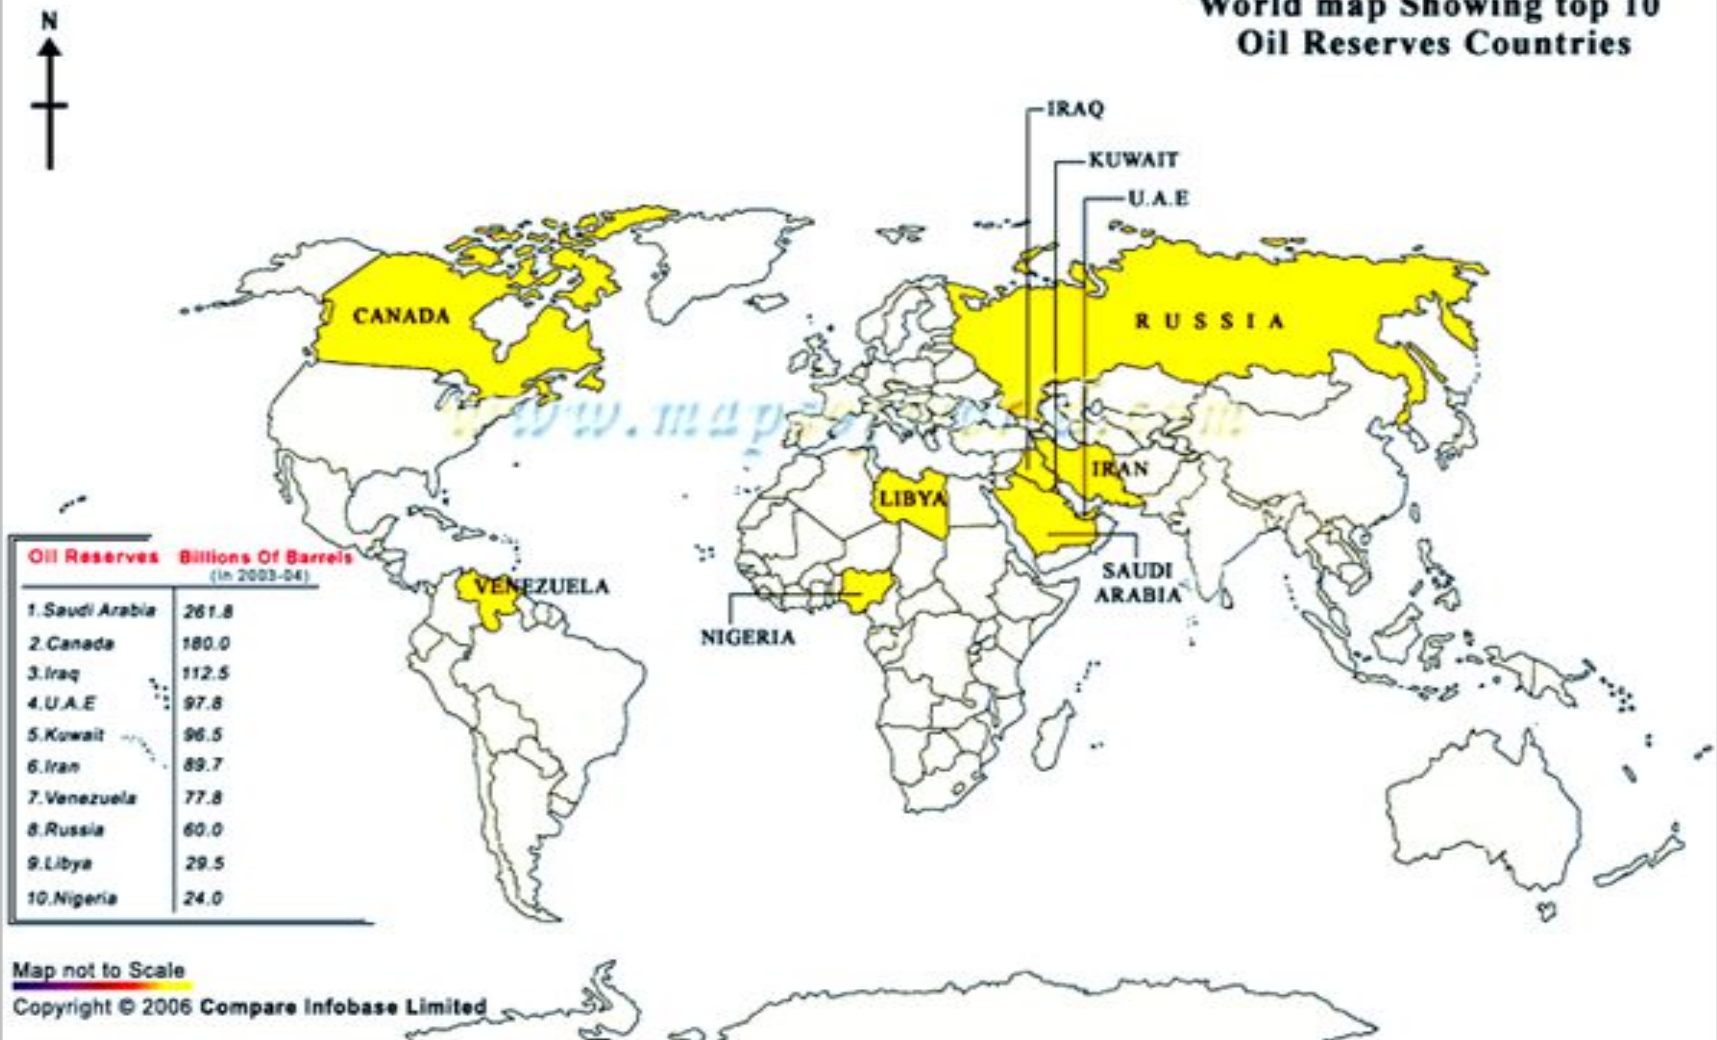 N
World map Showing top 10
Oil Reserves Countries
IRAQ
KUWAIT
U.A.E
CANADA
RUSSIA
www.mapsofworld.com
IRAN
LIBYA
SAUDI
ARABIA
VENEZUELA
NIGERIA
Oil Reserves Billions Of Barrels
(In 2003-04)
1.Saudi Arabia 261.8
2.Canada 180.0
3.Iraq 112.5
4.U.A.E 97.8
5.Kuwait 96.5
6.Iran 89.7
7.Venezuela 77.8
8.Russia 60.0
9.Libya 29.5
10.Nigeria 24.0
Map not to Scale
Copyright © 2006 Compare Infobase Limited